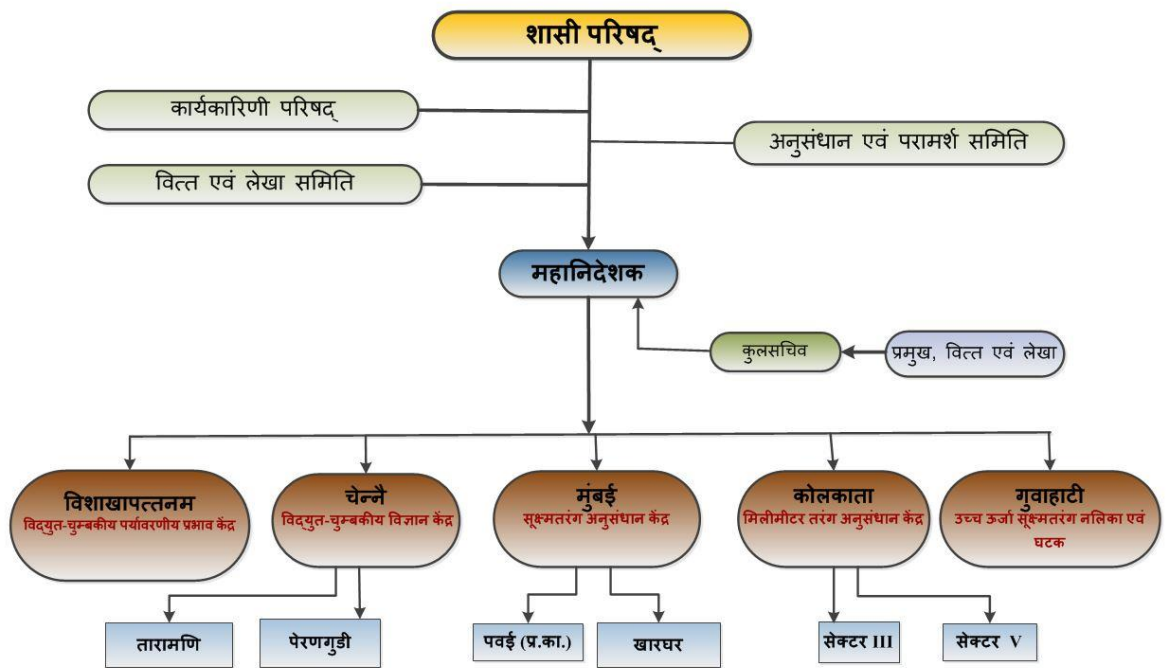 शासी परिषद्
कार्यकारिणी परिषद्
अनुसंधान एवं परामर्श समिति
वित्त एवं लेखा समिति
महानिदेशक
कुलसचिव
प्रमुख, वित्त एवं लेखा
विशाखापत्तनम
विद्युत-चुम्बकीय पर्यावरणीय प्रभाव केंद्र
चेन्नै
विद्युत-चुम्बकीय विज्ञान केंद्र
मुंबई
सूक्ष्मतरंग अनुसंधान केंद्र
कोलकाता
मिलीमीटर तरंग अनुसंधान केंद्र
गुवाहाटी
उच्च ऊर्जा सूक्ष्मतरंग नलिका एवं
घटक
तारामणि
पेरणगुडी
पवई (प्र.का.)
खारघर
सेक्टर III
सेक्टर V